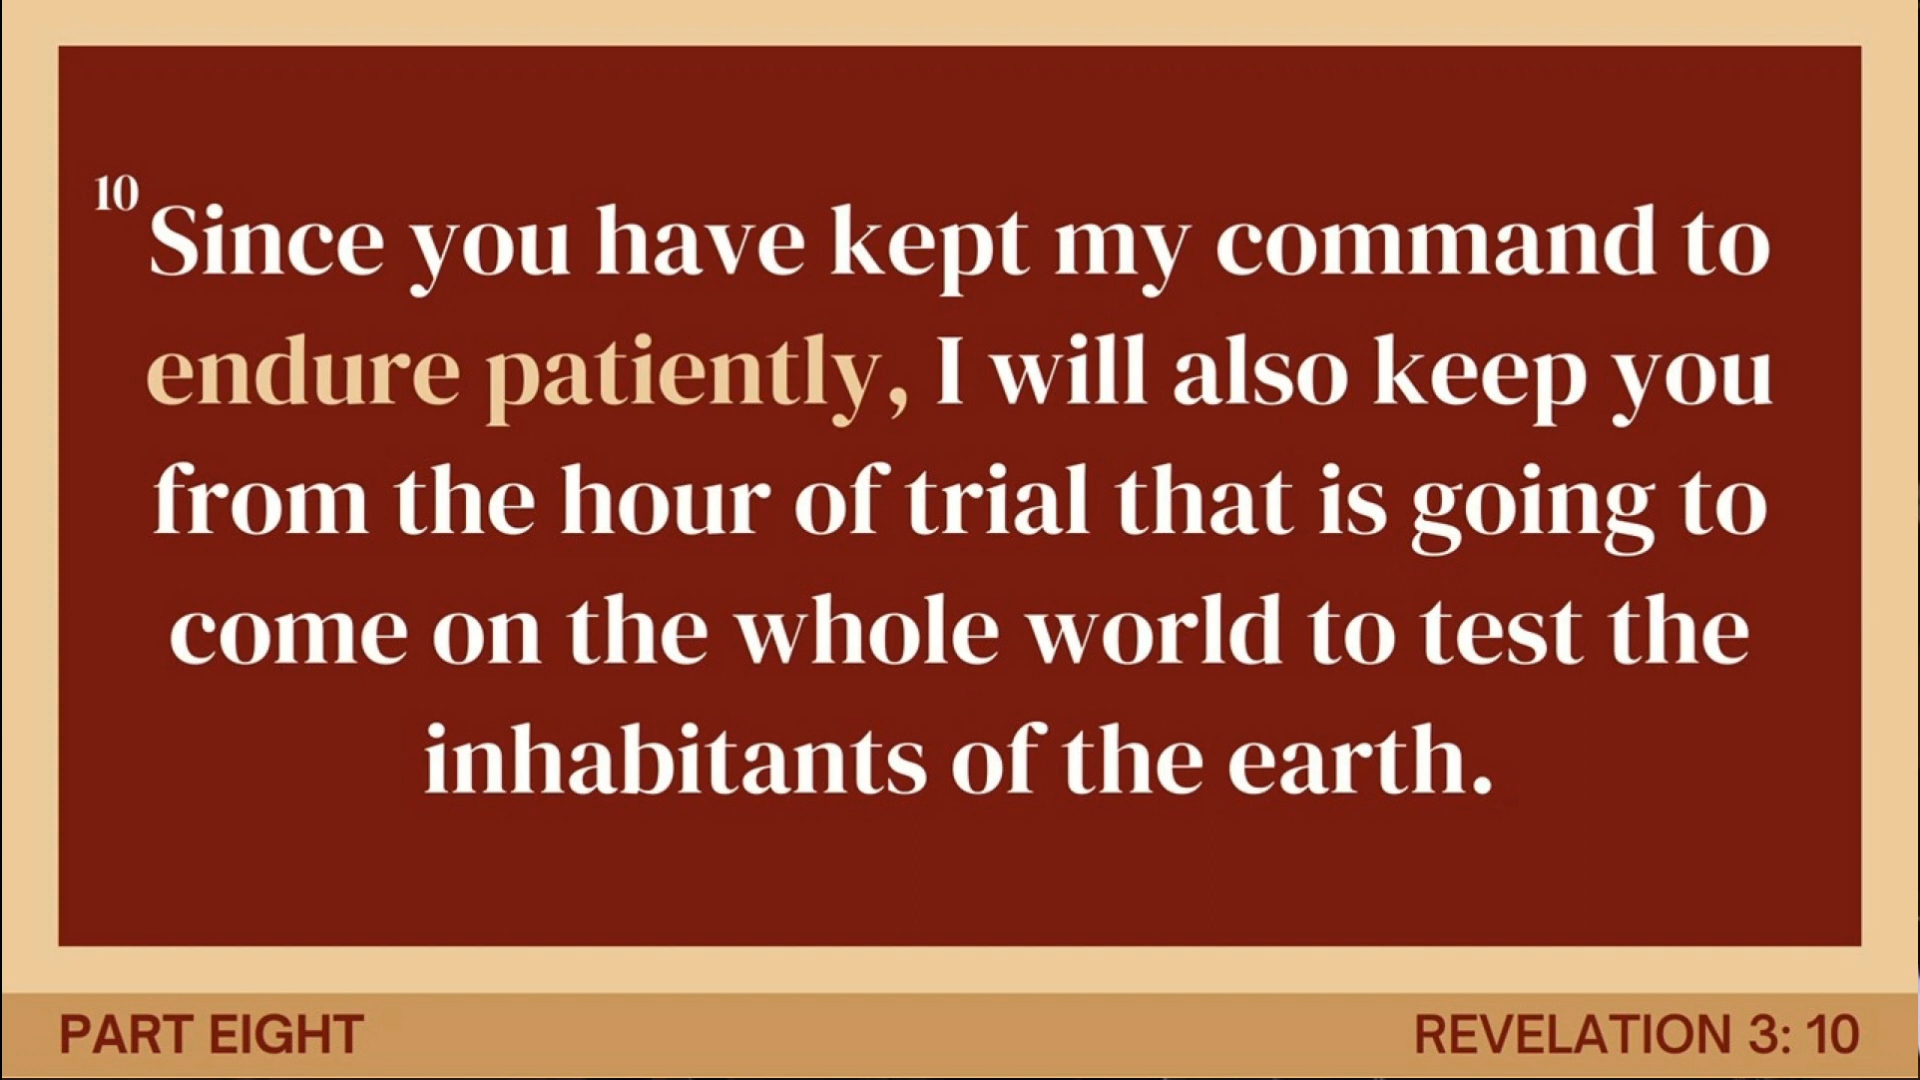 10 Since you have kept my command to
endure patiently, I will also keep you
from the hour of trial that is going to
come on the whole world to test the
inhabitants of the earth.
PART EIGHT
REVELATION 3: 10